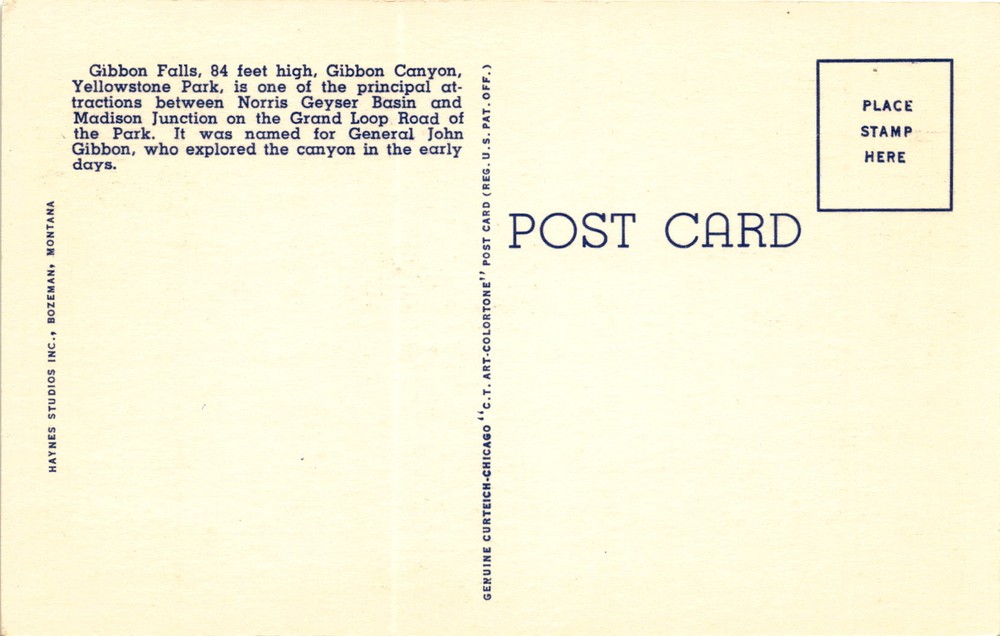 Gibbon Falls, 84 feet high, Gibbon Canyon,
Yellowstone Park, is one of the principal at-
tractions between Norris Geyser Basin and
Madison Junction on the Grand Loop Road of
the Park. It was named for General John
Gibbon, who explored the canyon in the early
days.
HAYNES STUDIOS INC., BOZEMAN, MONTANA
GENUINE CURTEICH-CHICAGO "C.T. ART-COLORTONE" POST CARD (REG. U.S. PAT. OFF.)
POST CARD
PLACE
STAMP
HERE